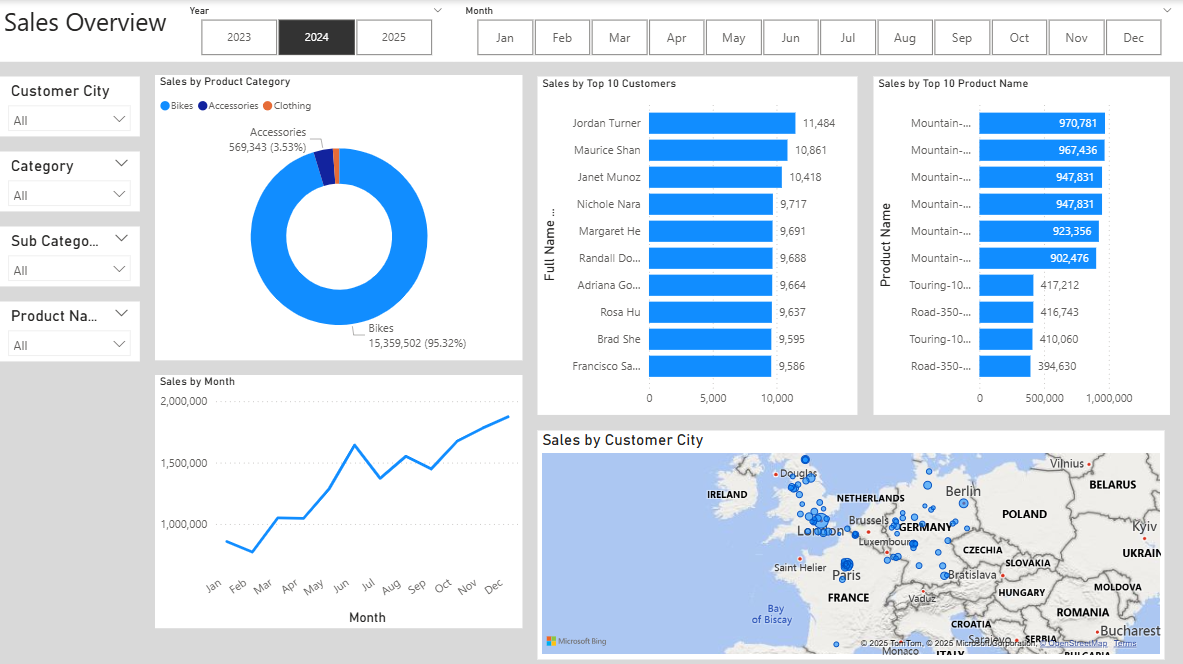 Sales Overview
Year
2023
2024
2025
Month
Jan
Feb
Mar
Apr
May
Jun
Jul
Aug
Sep
Oct
Nov
Dec
Customer City
All
Category
All
Sub Catego...
All
Product Na...
All
Sales by Product Category
Bikes
Accessories
Clothing
Accessories
569,343 (3.53%)
Bikes
15,359,502 (95.32%)
Sales by Month
2,000,000
1,500,000
1,000,000
Jan
Feb
Mar
Apr
May
Jun
Jul
Aug
Sep
Oct
Nov
Dec
Month
Sales by Top 10 Customers
Full Name ...
Jordan Turner 11,484
Maurice Shan 10,861
Janet Munoz 10,418
Nichole Nara 9,717
Margaret He 9,691
Randall Do... 9,688
Adriana Go... 9,664
Rosa Hu 9,637
Brad She 9,595
Francisco Sa... 9,586
0
5,000
10,000
Sales by Top 10 Product Name
Product Name
Mountain-... 970,781
Mountain-... 967,436
Mountain-... 947,831
Mountain-... 947,831
Mountain-... 923,356
Mountain-... 902,476
Touring-10... 417,212
Road-350-... 416,743
Touring-10... 410,060
Road-350-... 394,630
0
500,000
1,000,000
Sales by Customer City
Douglas
Vilnius
IRELAND
BELARUS
NETHERLANDS
Berlin
POLAND
London
Brussels
GERMANY
Kyiv
Luxembourg
CZECHIA
UKRAIN
SLOVAKIA
Saint Helier
Paris
Bratislava
FRANCE
Vaduz
HUNGARY
MOLDOVA
Bay
of Biscay
ROMANIA
CROATIA
Bucharest
Sarajevo
SERBIA
Microsoft Bing
© 2025 TomTom, © 2025 Microsoft Corporation, © OpenStreetMap Terms
Monaco
ITALY
BULGARIA